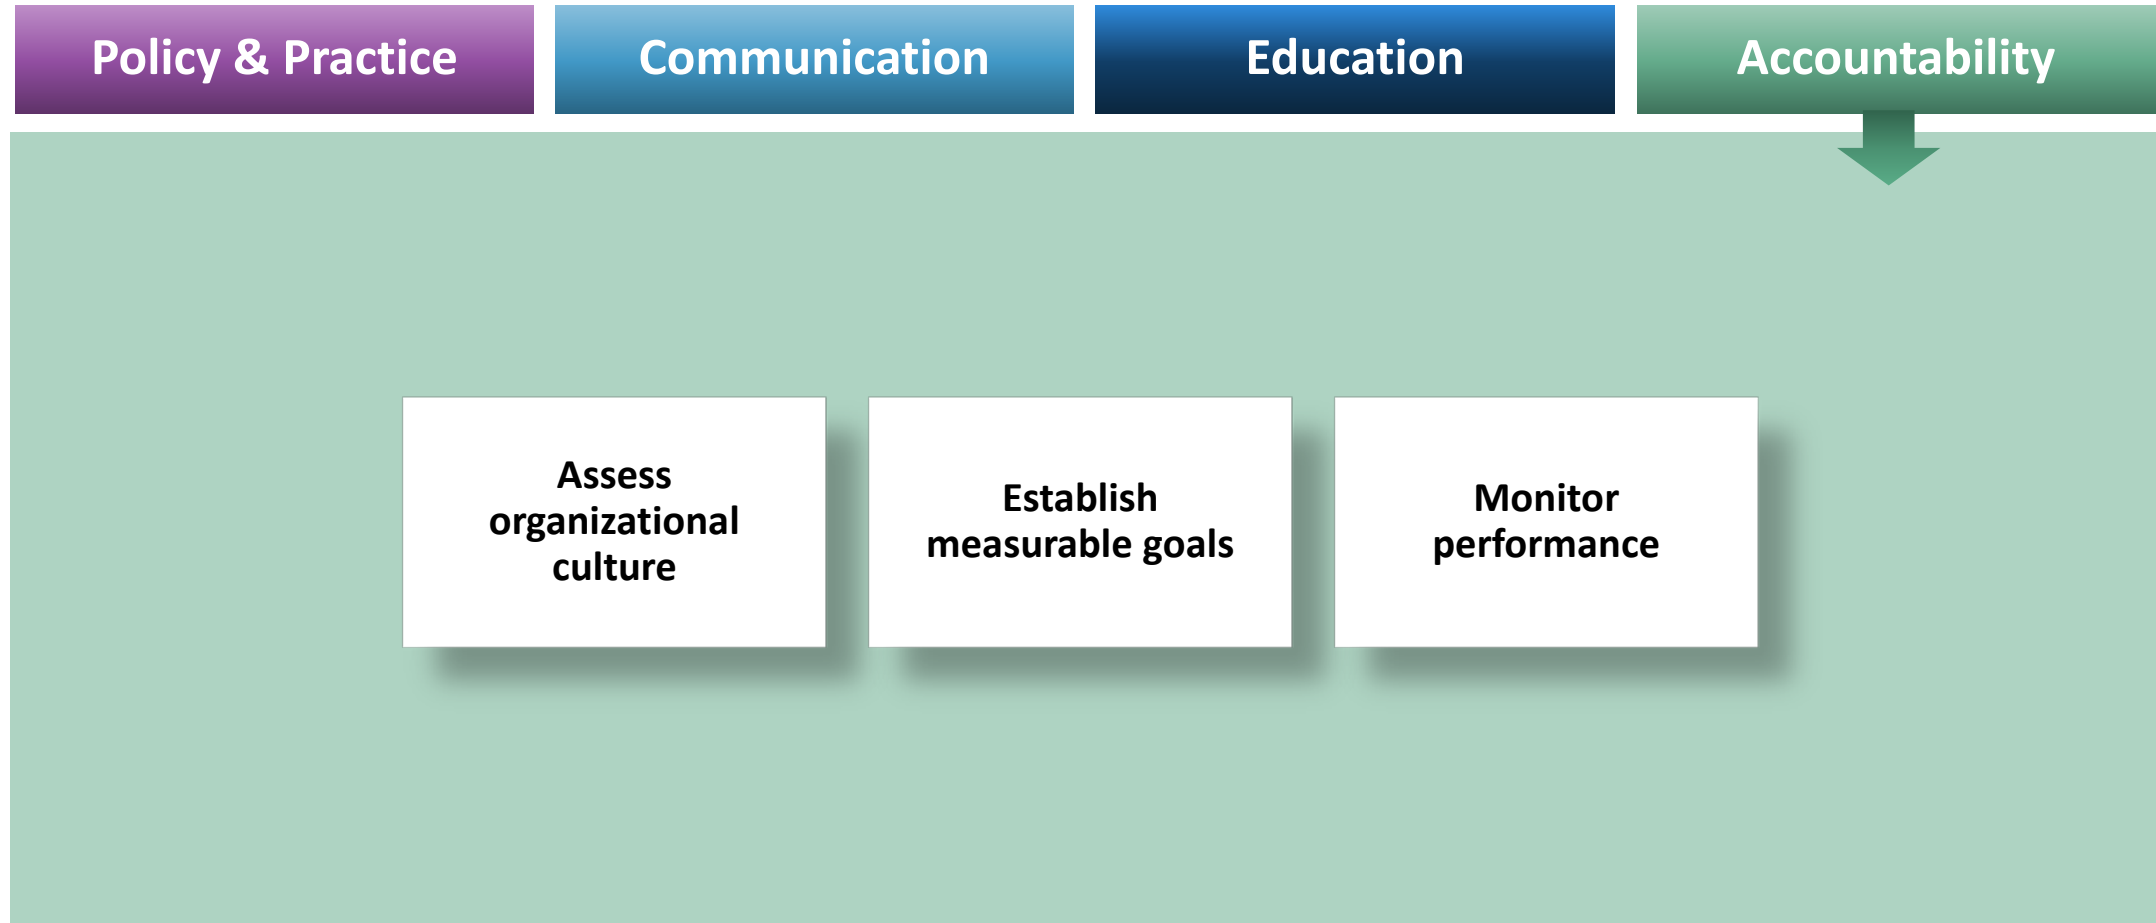 Policy & Practice
Communication
Education
Accountability
Assess
organizational
culture
Establish
measurable goals
Monitor
performance